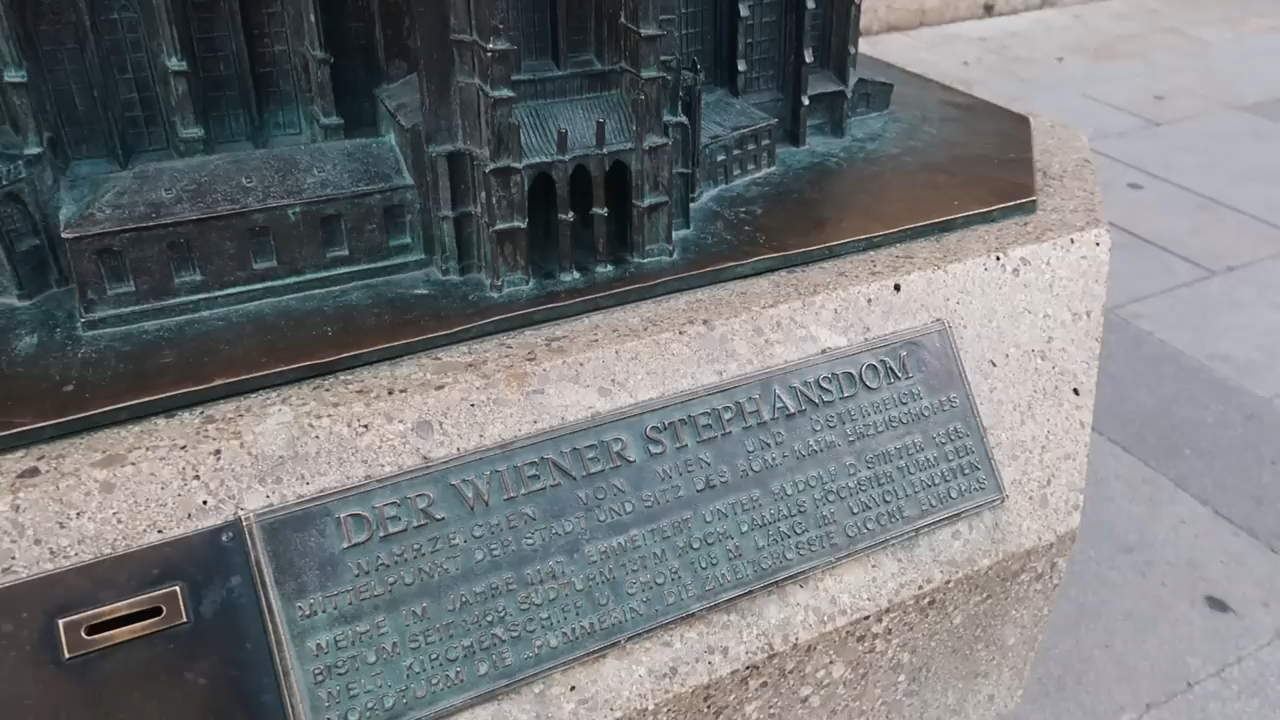 DER WIENER STEPHANSDOM
WAHRZEICHEN VON WIEN UND ÖSTERREICH
MITTELPUNKT DER STADT UND SITZ DES RÖM.-KATH. ERZBISCHOFES
WEIHE IM JAHRE 1147, ERWEITERT UNTER RUDOLF D. STIFTER 1365,
BISTUM SEIT 1469. SÜDTURM 137 M HOCH, DAMALS HÖCHSTER TURM DER
WELT, KIRCHENSCHIFF U. CHOR 108 M LANG. IM UNVOLLENDETEN
NORDTURM DIE „PUMMERIN", DIE ZWEITGRÖSSTE GLOCKE EUROPAS